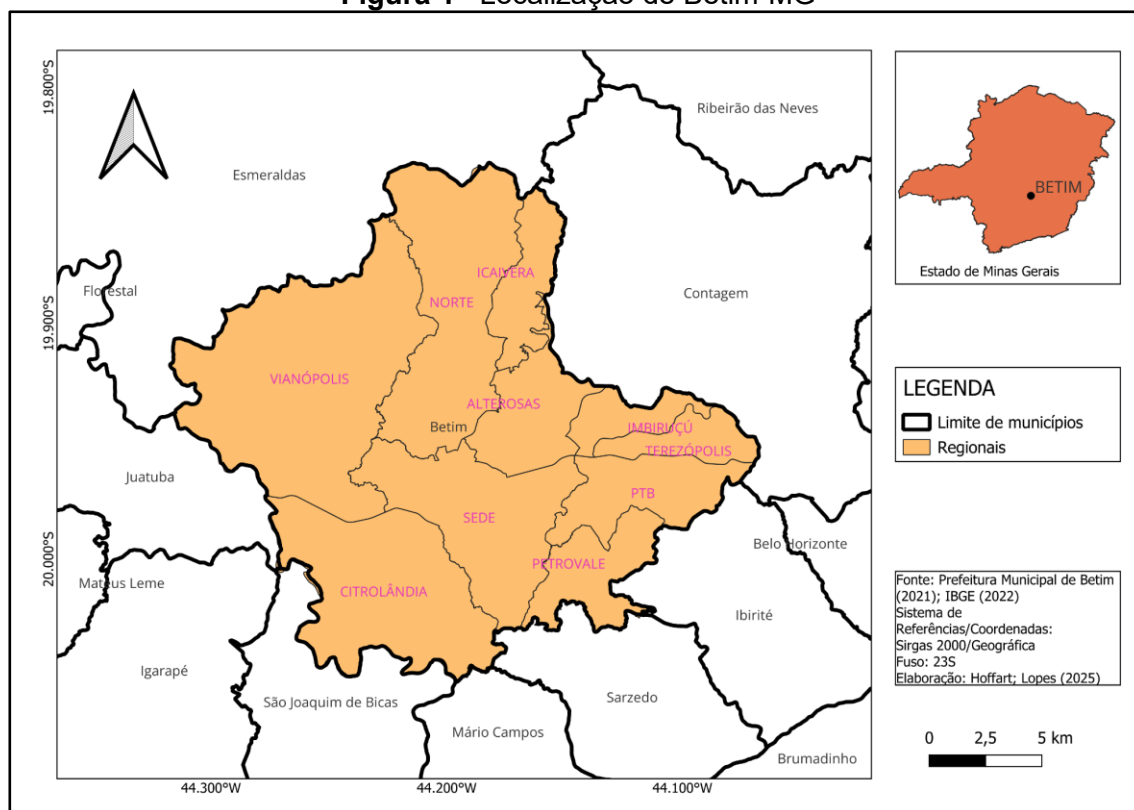 Figura 1 - Localização de Betim-MG
19.800°S
19.900°S
20.000°S
44.300°W
44.200°W
44.100°W
Ribeirão das Neves
Esmeraldas
Florestal
Contagem
ICAIVERA
NORTE
VIANÓPOLIS
ALTEROSAS
Betim
IMBIRUÇÚ
TEREZÓPOLIS
Juatuba
PTB
SEDE
Belo Horizonte
PETROVALE
Mateus Leme
CITROLÂNDIA
Ibirité
Igarapé
São Joaquim de Bicas
Sarzedo
Mário Campos
Brumadinho
BETIM
Estado de Minas Gerais
LEGENDA
Limite de municípios
Regionais
Fonte: Prefeitura Municipal de Betim
(2021); IBGE (2022)
Sistema de
Referências/Coordenadas:
Sirgas 2000/Geográfica
Fuso: 23S
Elaboração: Hoffart; Lopes (2025)
0 2,5 5 km